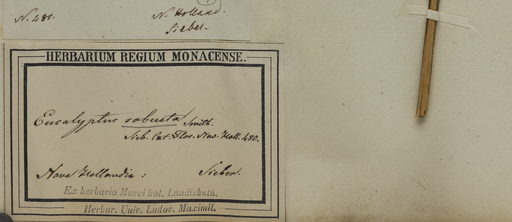 N. 480.
N. Holland.
Sieber.
HERBARIUM REGIUM MONACENSE.
Eucalyptus robusta Smith.
Sieb. Cat. Flor. Nov. Holl. 480.
Nova Hollandia: Sieber.
Ex herbario Musei bot. Landishuta.
Herbar. Univ. Ludov. Maximil.